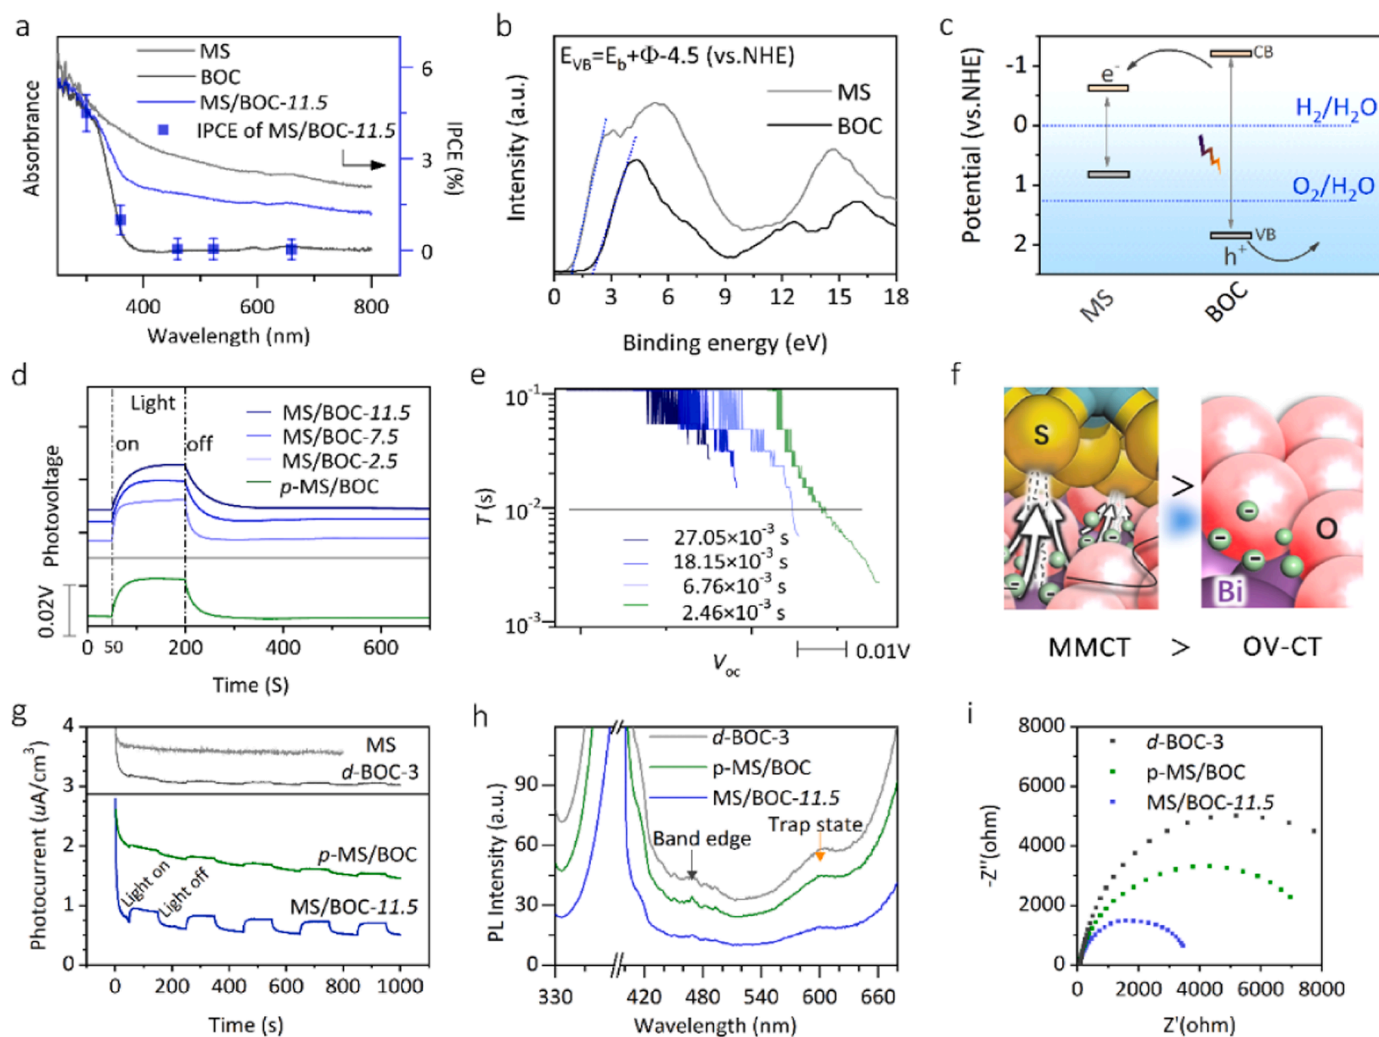 a
MS
BOC
MS/BOC-11.5
IPCE of MS/BOC-11.5
Absorbrance
6
3
0
IPCE (%)
400
600
800
Wavelength (nm)
b
E_VB=E_b+Φ-4.5 (vs.NHE)
MS
BOC
Intensity (a.u.)
0 3 6 9 12 15 18
Binding energy (eV)
c
Potential (vs.NHE)
-1
0
1
2
CB
e⁻
H₂/H₂O
O₂/H₂O
VB
h⁺
MS
BOC
d
Light
on
off
MS/BOC-11.5
MS/BOC-7.5
MS/BOC-2.5
p-MS/BOC
Photovoltage
0.02V
0 50 200 400 600
Time (S)
e
T (s)
10⁻¹
10⁻²
10⁻³
27.05×10⁻³ s
18.15×10⁻³ s
6.76×10⁻³ s
2.46×10⁻³ s
V_oc
0.01V
f
S
>
O
Bi
MMCT > OV-CT
g
Photocurrent (uA/cm³)
4
3
2
1
0
MS
d-BOC-3
p-MS/BOC
Light on
Light off
MS/BOC-11.5
0 200 400 600 800 1000
Time (s)
h
d-BOC-3
p-MS/BOC
MS/BOC-11.5
Band edge
Trap state
PL Intensity (a.u.)
90
60
30
0
330 420 480 540 600 660
Wavelength (nm)
i
d-BOC-3
p-MS/BOC
MS/BOC-11.5
-Z''(ohm)
8000
6000
4000
2000
0
0 2000 4000 6000 8000
Z'(ohm)